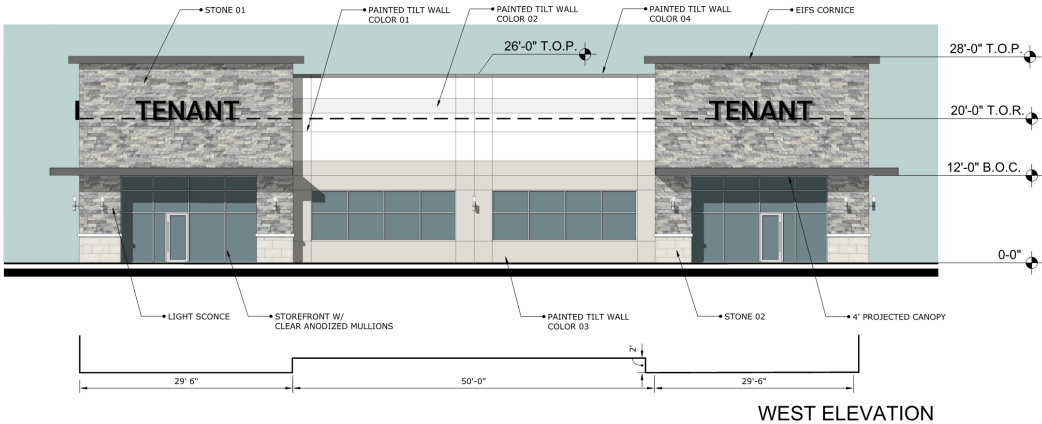 STONE 01
PAINTED TILT WALL
COLOR 01
PAINTED TILT WALL
COLOR 02
PAINTED TILT WALL
COLOR 04
EIFS CORNICE
26'-0" T.O.P.
28'-0" T.O.P.
TENANT
TENANT
20'-0" T.O.R.
12'-0" B.O.C.
0-0"
LIGHT SCONCE
STOREFRONT W/
CLEAR ANODIZED MULLIONS
PAINTED TILT WALL
COLOR 03
STONE 02
4' PROJECTED CANOPY
2'
29' 6"
50'-0"
29'-6"
WEST ELEVATION